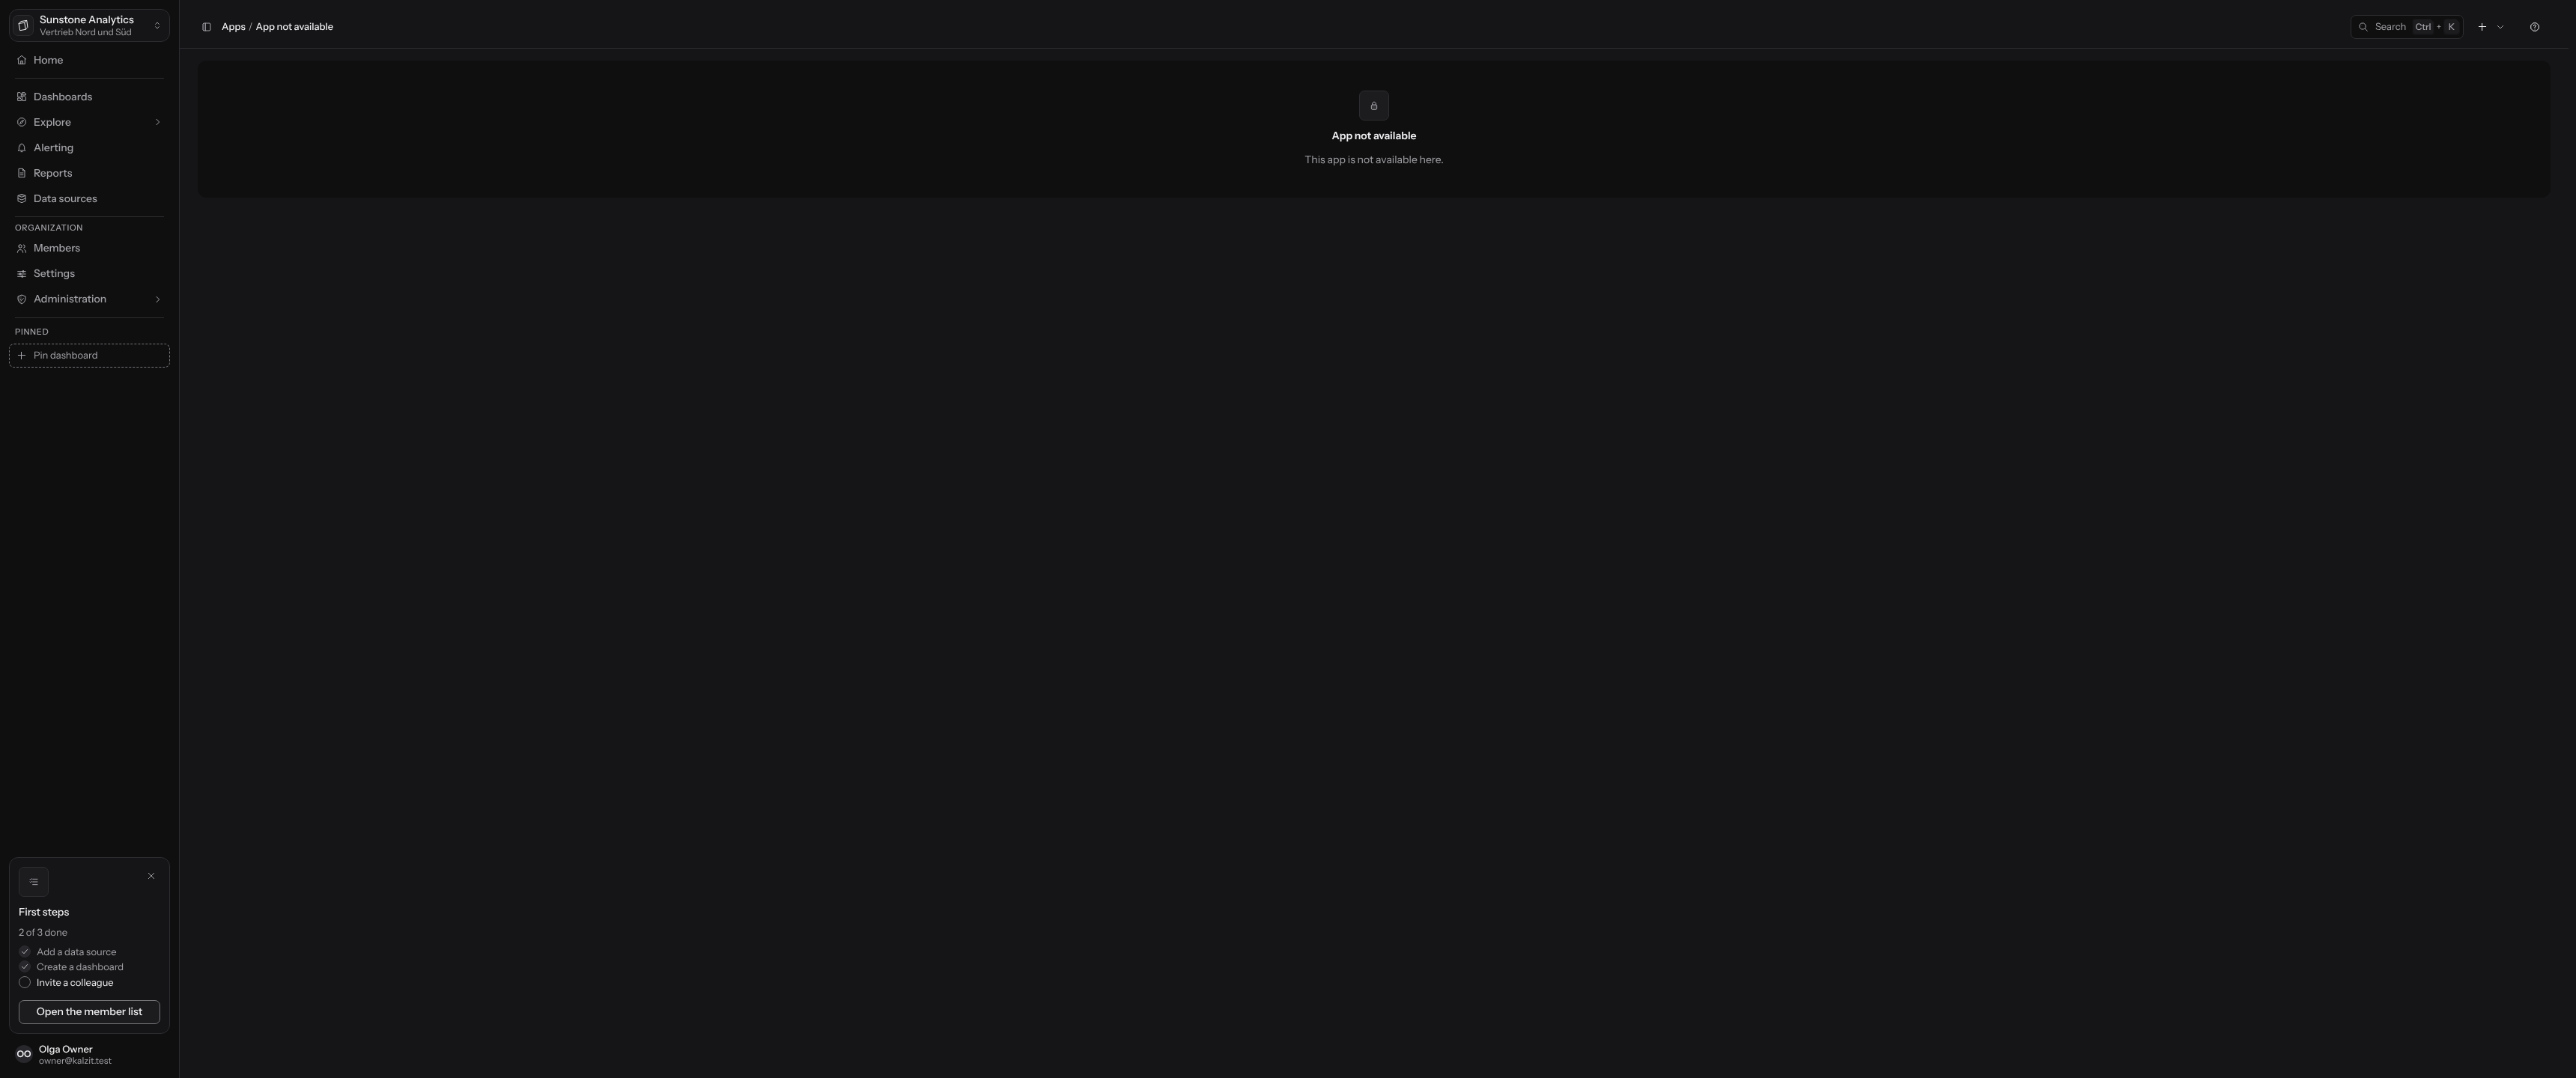 Sunstone Analytics
Vertrieb Nord und Süd
Home
Dashboards
Explore
Alerting
Reports
Data sources
ORGANIZATION
Members
Settings
Administration
PINNED
Pin dashboard
First steps
2 of 3 done
Add a data source
Create a dashboard
Invite a colleague
Open the member list
OO
Olga Owner
owner@kalzit.test
Apps / App not available
Search Ctrl + K
App not available
This app is not available here.